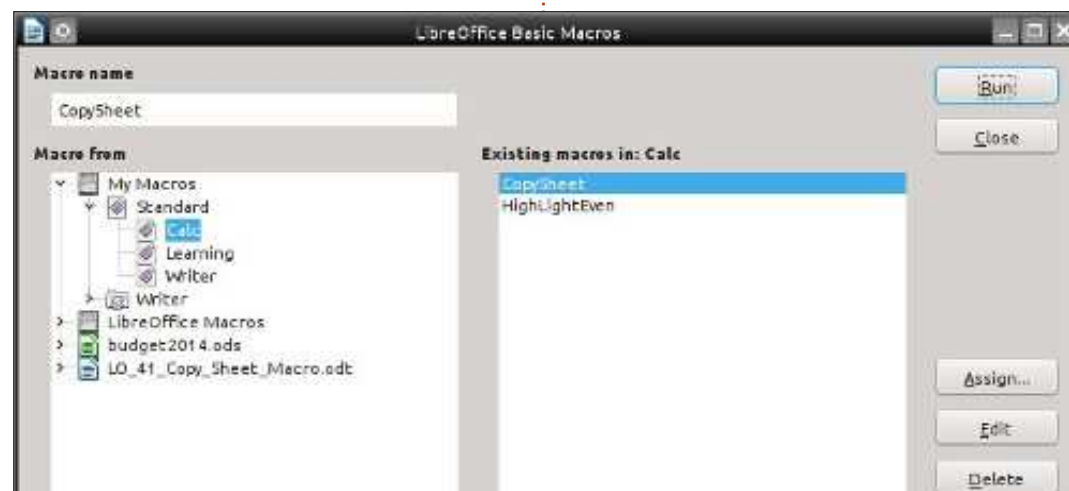 LibreOffice Basic Macros
Macro name
CopySheet
Run
Close
Macro from
My Macros
Standard
Calc
Learning
Writer
Writer
LibreOffice Macros
budget2014.ods
LO_41_Copy_Sheet_Macro.odt
Existing macros in: Calc
CopySheet
HighLightEven
Assign...
Edit
Delete